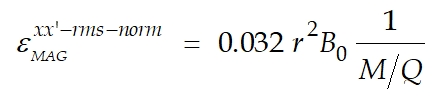 ε_MAG^xx'−rms−norm = 0.032 r²B₀ 1/(M/Q)